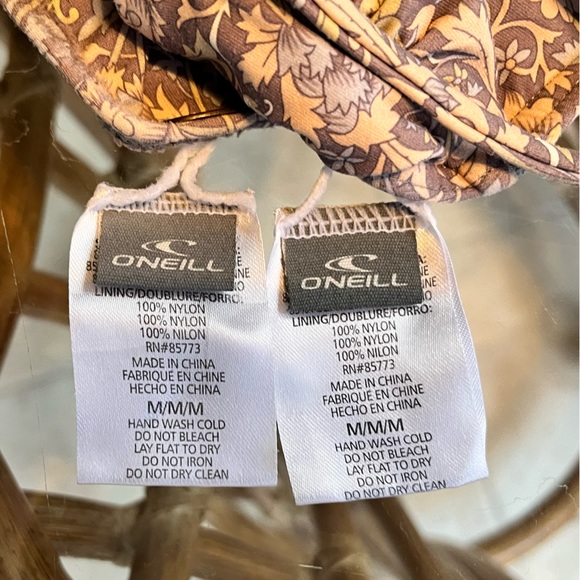 O'NEILL
LINING/DOUBLURE/FORRO:
100% NYLON
100% NYLON
100% NILON
RN#85773
MADE IN CHINA
FABRIQUÉ EN CHINE
HECHO EN CHINA
M/M/M
HAND WASH COLD
DO NOT BLEACH
LAY FLAT TO DRY
DO NOT IRON
DO NOT DRY CLEAN
O'NEILL
LINING/DOUBLURE/FORRO:
100% NYLON
100% NYLON
100% NILON
RN#85773
MADE IN CHINA
FABRIQUÉ EN CHINE
HECHO EN CHINA
M/M/M
HAND WASH COLD
DO NOT BLEACH
LAY FLAT TO DRY
DO NOT IRON
DO NOT DRY CLEAN